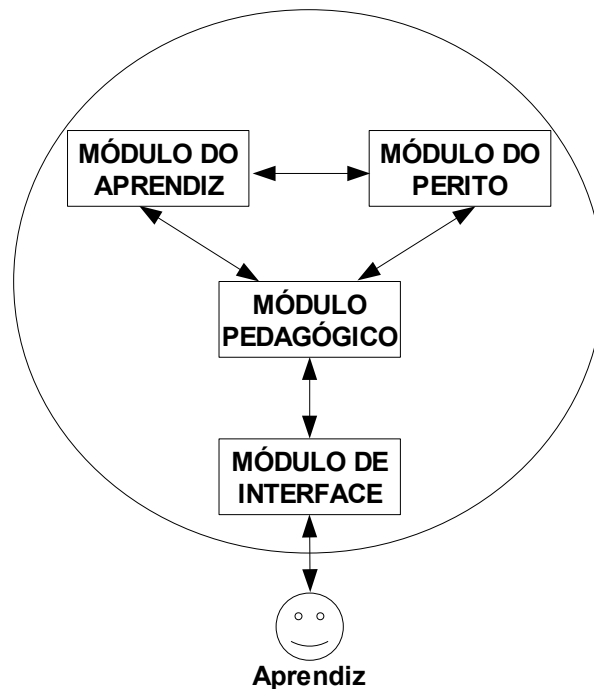 MÓDULO DO
APRENDIZ
MÓDULO DO
PERITO
MÓDULO
PEDAGÓGICO
MÓDULO DE
INTERFACE
Aprendiz